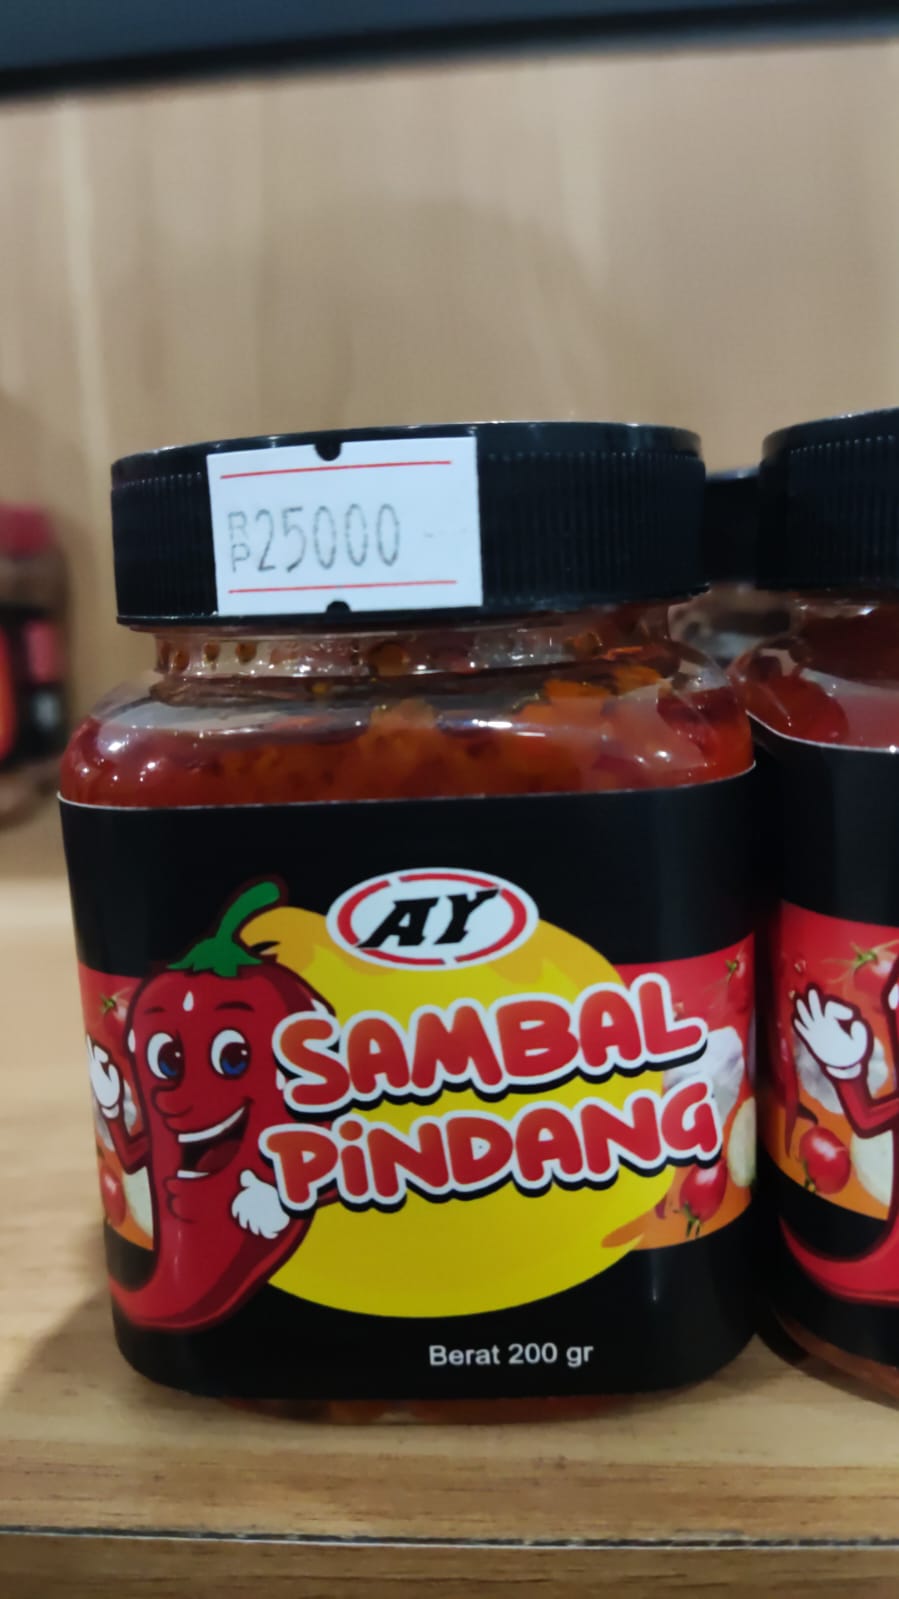 RP25000
AY
SAMBAL
PiNDANG
Berat 200 gr